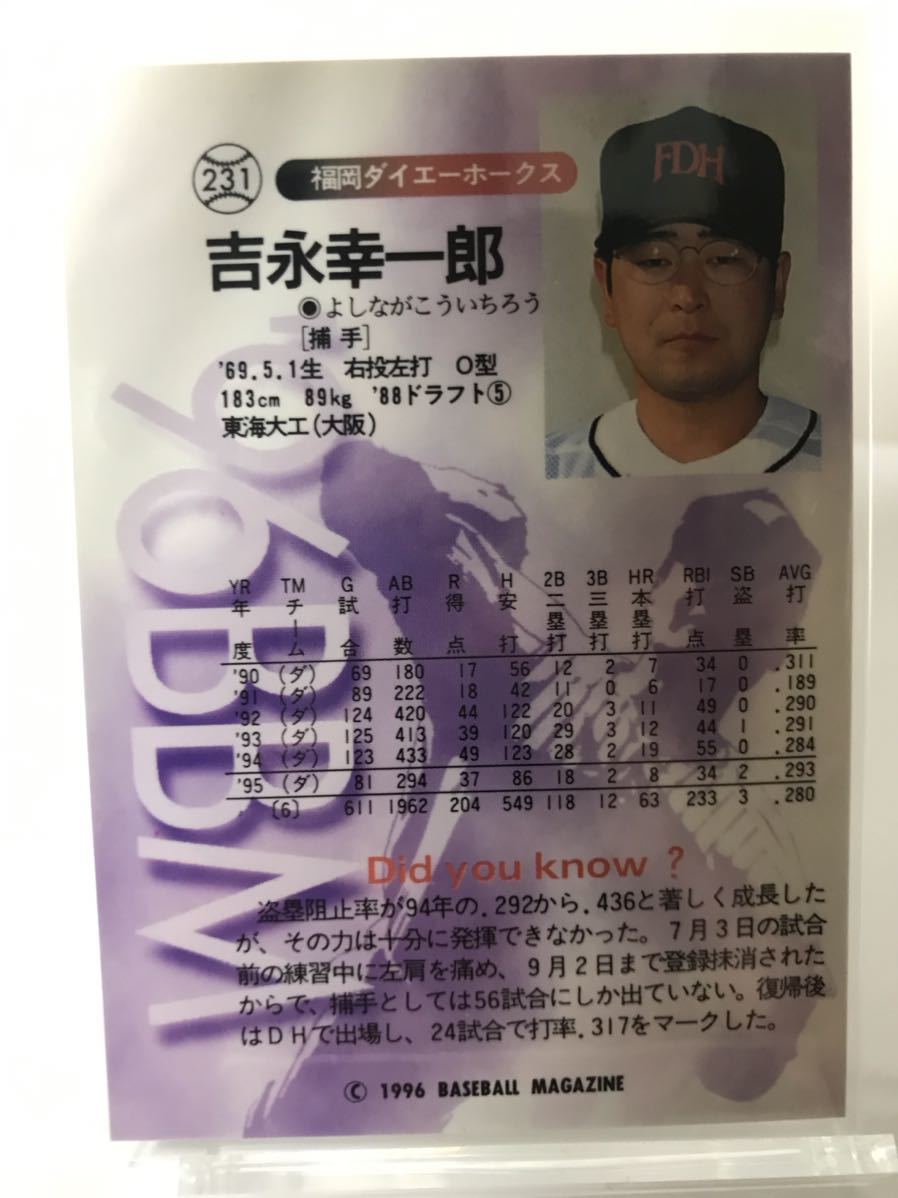 231 福岡ダイエーホークス
FDH
吉永幸一郎
◉よしながこういちろう
[捕手]
'69.5.1生 右投左打 O型
183cm 89kg '88ドラフト⑤
東海大工(大阪)
'96BBM
YR TM G AB R H 2B 3B HR RBI SB AVG
年度 チーム 試合 打数 得点 安打 二塁打 三塁打 本塁打 打点 盗塁 打率
'90 (ダ) 69 180 17 56 12 2 7 34 0 .311
'91 (ダ) 89 222 18 42 11 0 6 17 0 .189
'92 (ダ) 124 420 44 122 20 3 11 49 0 .290
'93 (ダ) 125 413 39 120 29 3 12 44 1 .291
'94 (ダ) 123 433 49 123 28 2 19 55 0 .284
'95 (ダ) 81 294 37 86 18 2 8 34 2 .293
〔6〕 611 1962 204 549 118 12 63 233 3 .280
Did you know ?
盗塁阻止率が94年の.292から.436と著しく成長した
が、その力は十分に発揮できなかった。7月3日の試合
前の練習中に左肩を痛め、9月2日まで登録抹消された
からで、捕手としては56試合にしか出ていない。復帰後
はDHで出場し、24試合で打率.317をマークした。
© 1996 BASEBALL MAGAZINE